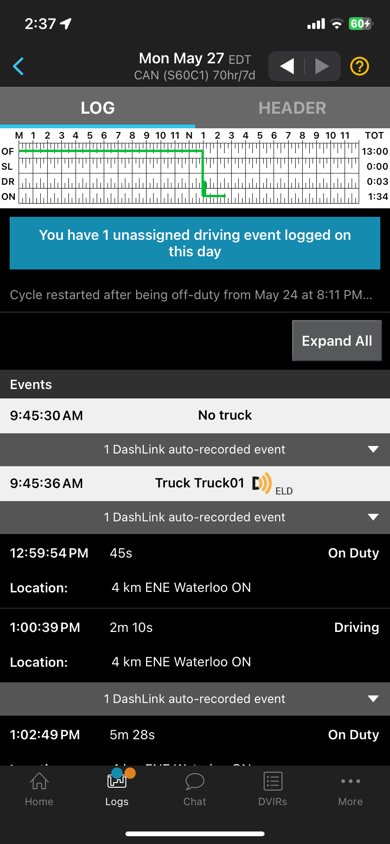 2:37
60
Mon May 27 EDT
CAN (S60C1) 70hr/7d
LOG HEADER
M 1 2 3 4 5 6 7 8 9 10 11 N 1 2 3 4 5 6 7 8 9 10 11 TOT
OF 13:00
SL 0:00
DR 0:03
ON 1:34
You have 1 unassigned driving event logged on
this day
Cycle restarted after being off-duty from May 24 at 8:11 PM...
Expand All
Events
9:45:30 AM No truck
1 DashLink auto-recorded event
9:45:36 AM Truck Truck01 D ELD
1 DashLink auto-recorded event
12:59:54 PM 45s On Duty
Location: 4 km ENE Waterloo ON
1:00:39 PM 2m 10s Driving
Location: 4 km ENE Waterloo ON
1 DashLink auto-recorded event
1:02:49 PM 5m 28s On Duty
Home Logs Chat DVIRs More